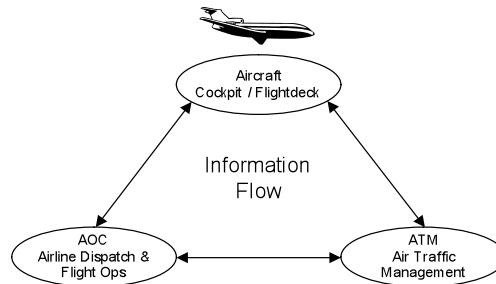 Aircraft
Cockpit / Flightdeck
Information
Flow
AOC
Airline Dispatch &
Flight Ops
ATM
Air Traffic
Management